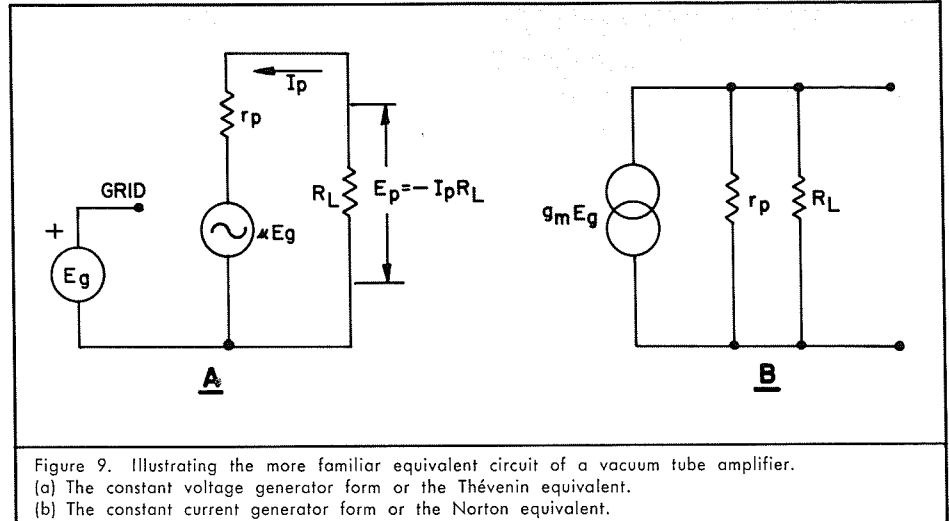 Ip
rp
GRID
RL
Ep=-IpRL
+
μEg
Eg
A
gmEg
rp
RL
B
Figure 9. Illustrating the more familiar equivalent circuit of a vacuum tube amplifier.
(a) The constant voltage generator form or the Thévenin equivalent.
(b) The constant current generator form or the Norton equivalent.